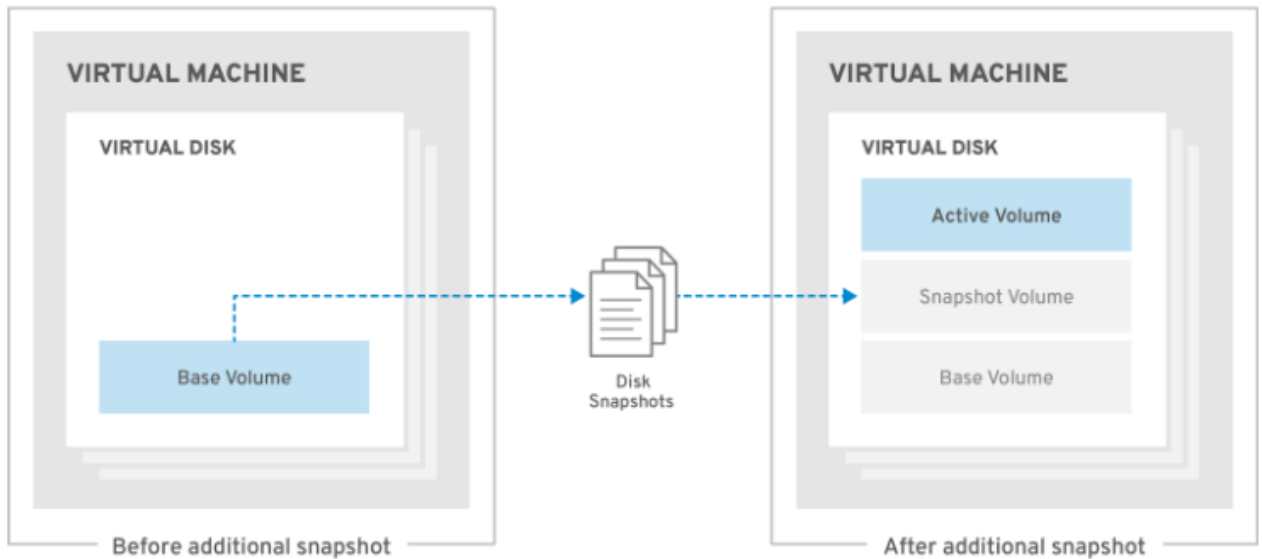 VIRTUAL MACHINE
VIRTUAL DISK
Base Volume
Before additional snapshot
Disk
Snapshots
VIRTUAL MACHINE
VIRTUAL DISK
Active Volume
Snapshot Volume
Base Volume
After additional snapshot